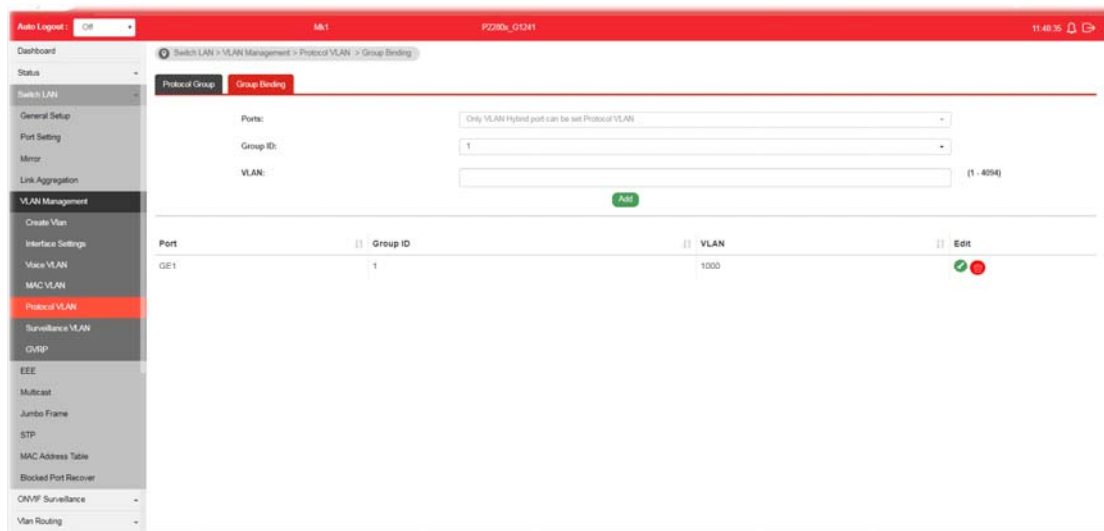 Auto Logout : Off Mk1 P2280x_G1241 11:48:35
Dashboard
Status
Switch LAN
General Setup
Port Setting
Mirror
Link Aggregation
VLAN Management
Create Vlan
Interface Settings
Voice VLAN
MAC VLAN
Protocol VLAN
Surveillance VLAN
GVRP
EEE
Multicast
Jumbo Frame
STP
MAC Address Table
Blocked Port Recover
ONVIF Surveillance
Vlan Routing
Switch LAN > VLAN Management > Protocol VLAN > Group Binding
Protocol Group Group Binding
Ports: Only VLAN Hybrid port can be set Protocol VLAN
Group ID: 1
VLAN: (1 - 4094)
Add
Port Group ID VLAN Edit
GE1 1 1000